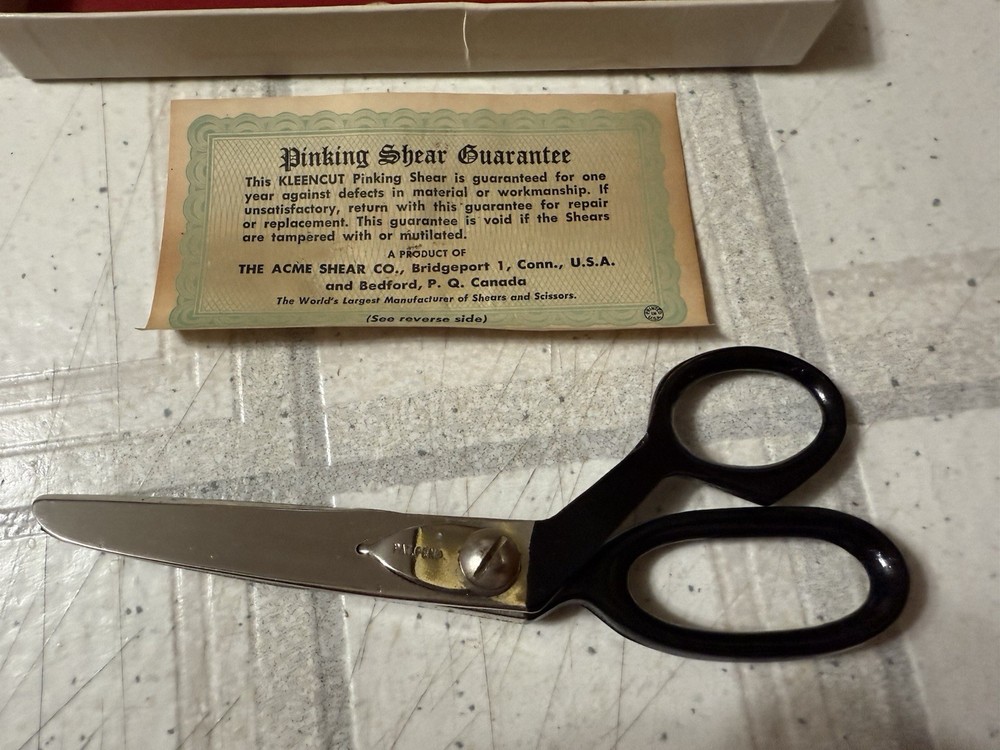 Pinking Shear Guarantee
This KLEENCUT Pinking Shear is guaranteed for one
year against defects in material or workmanship. If
unsatisfactory, return with this guarantee for repair
or replacement. This guarantee is void if the Shears
are tampered with or mutilated.
A PRODUCT OF
THE ACME SHEAR CO., Bridgeport 1, Conn., U.S.A.
and Bedford, P. Q. Canada
The World's Largest Manufacturer of Shears and Scissors.
(See reverse side)
PRINTED
IN
U.S.A.